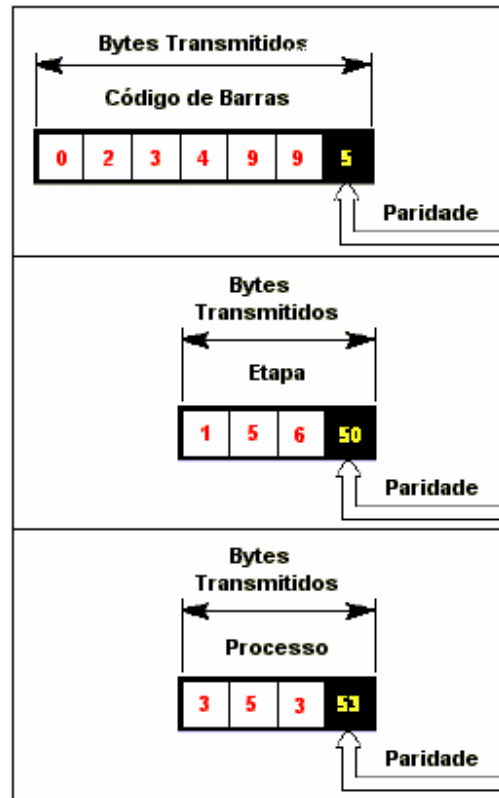 Bytes Transmitidos
Código de Barras
0 2 3 4 9 9 5
Paridade
Bytes
Transmitidos
Etapa
1 5 6 50
Paridade
Bytes
Transmitidos
Processo
3 5 3 53
Paridade